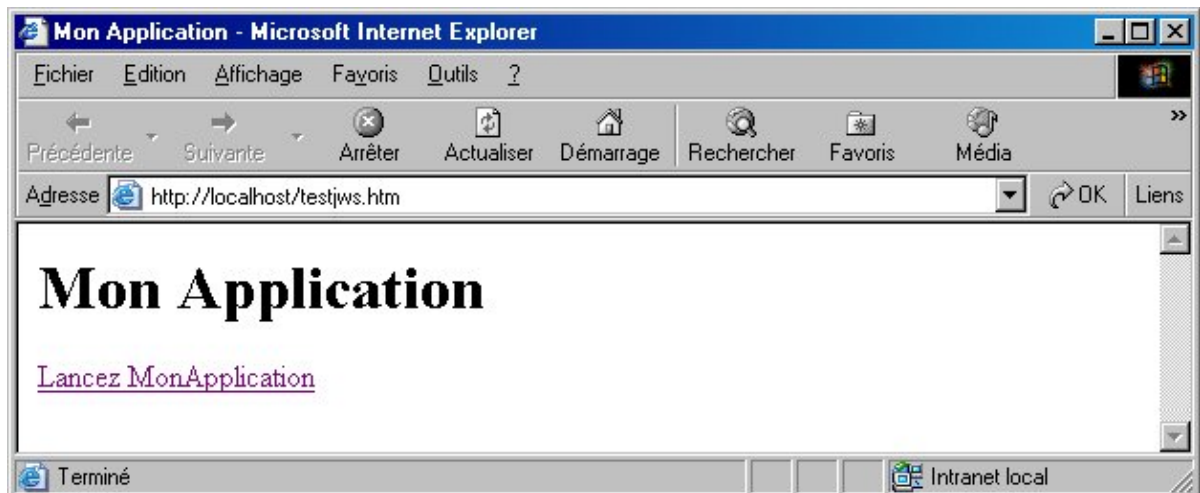 Mon Application - Microsoft Internet Explorer
Fichier Edition Affichage Favoris Outils ?
Précédente Suivante Arrêter Actualiser Démarrage Rechercher Favoris Média »
Adresse http://localhost/testjws.htm OK Liens
Mon Application
Lancez MonApplication
Terminé Intranet local